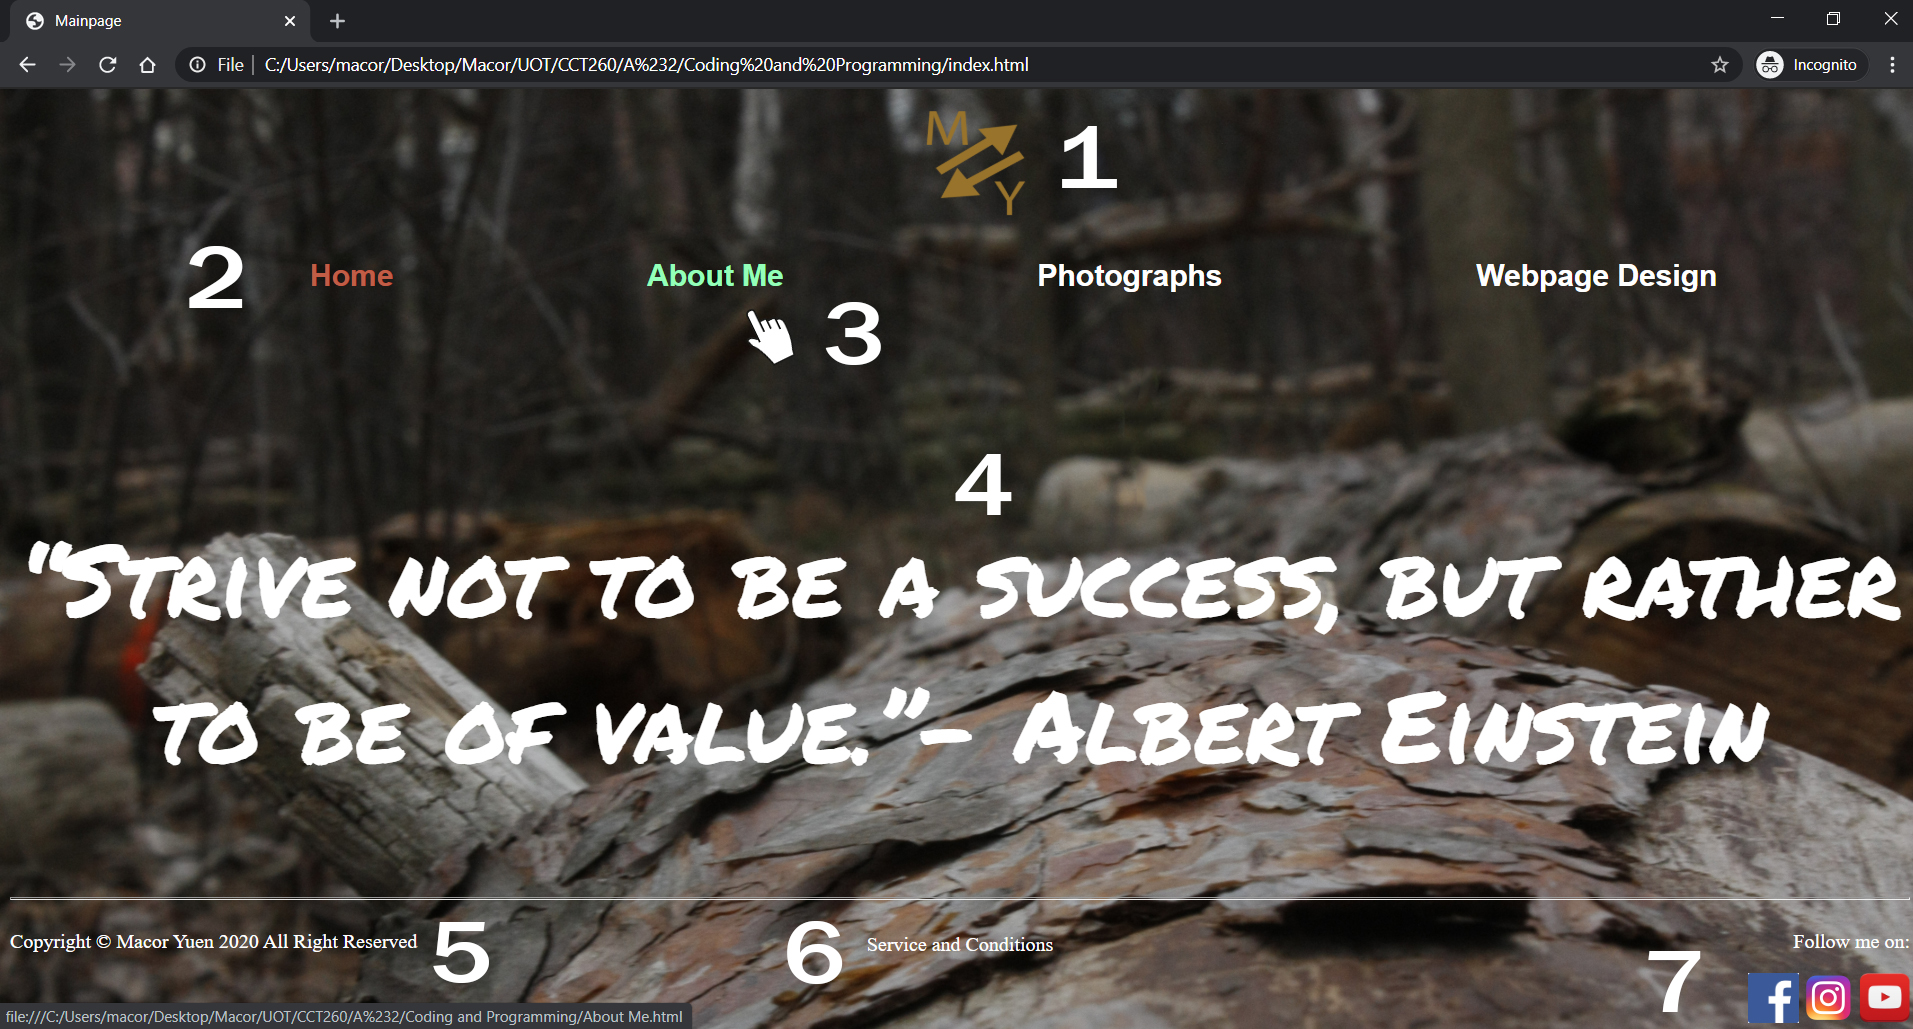 Mainpage
File | C:/Users/macor/Desktop/Macor/UOT/CCT260/A%232/Coding%20and%20Programming/index.html
Incognito
M
Y
1
2
Home
About Me
Photographs
Webpage Design
3
4
“Strive not to be a success, but rather
to be of value.”- Albert Einstein
Copyright © Macor Yuen 2020 All Right Reserved
5
6
Service and Conditions
Follow me on:
7
file:///C:/Users/macor/Desktop/Macor/UOT/CCT260/A%232/Coding and Programming/About Me.html